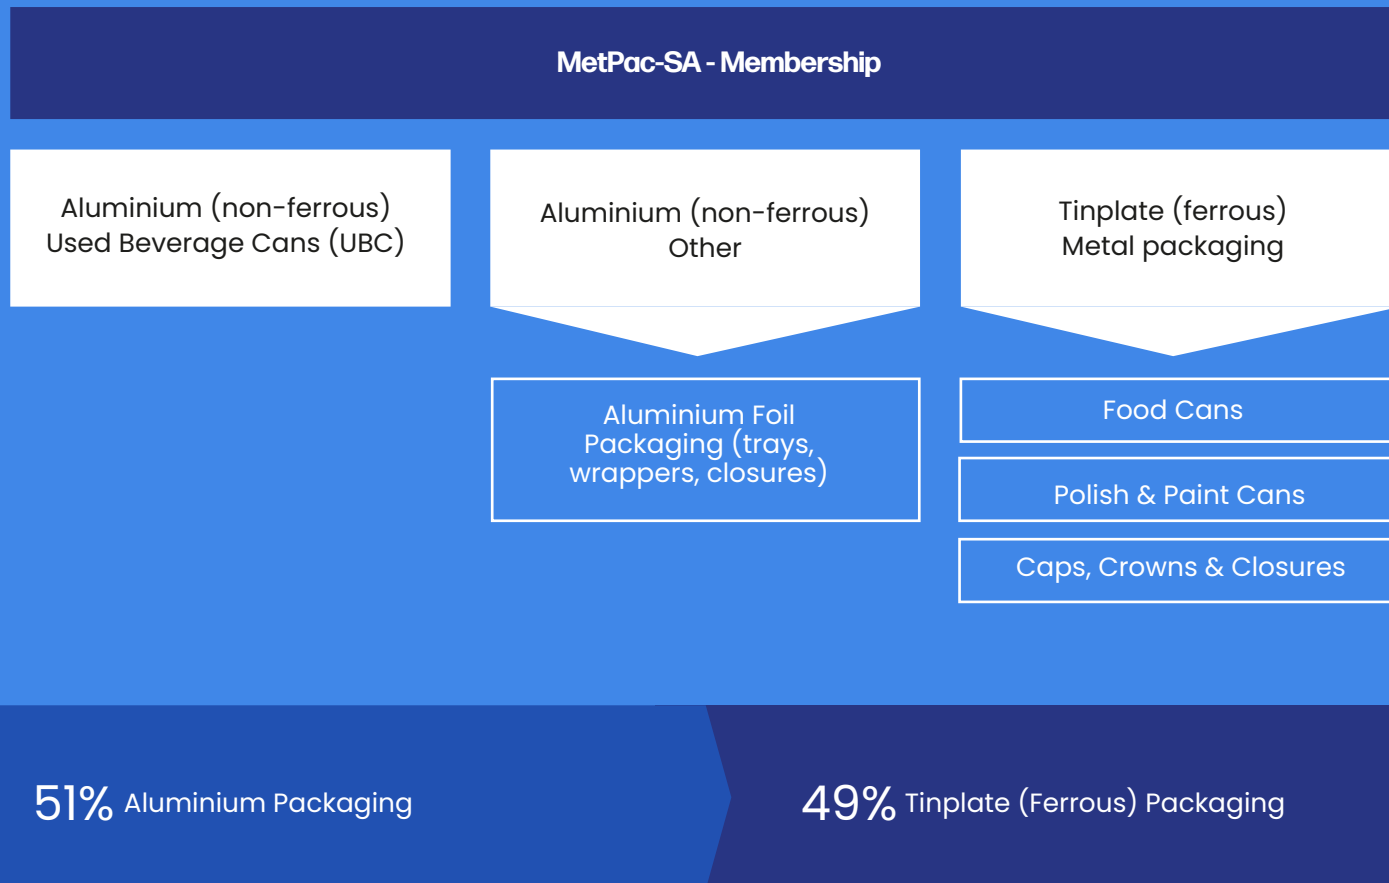 MetPac-SA - Membership
Aluminium (non-ferrous)
Used Beverage Cans (UBC)
Aluminium (non-ferrous)
Other
Tinplate (ferrous)
Metal packaging
Aluminium Foil
Packaging (trays,
wrappers, closures)
Food Cans
Polish & Paint Cans
Caps, Crowns & Closures
51% Aluminium Packaging
49% Tinplate (Ferrous) Packaging